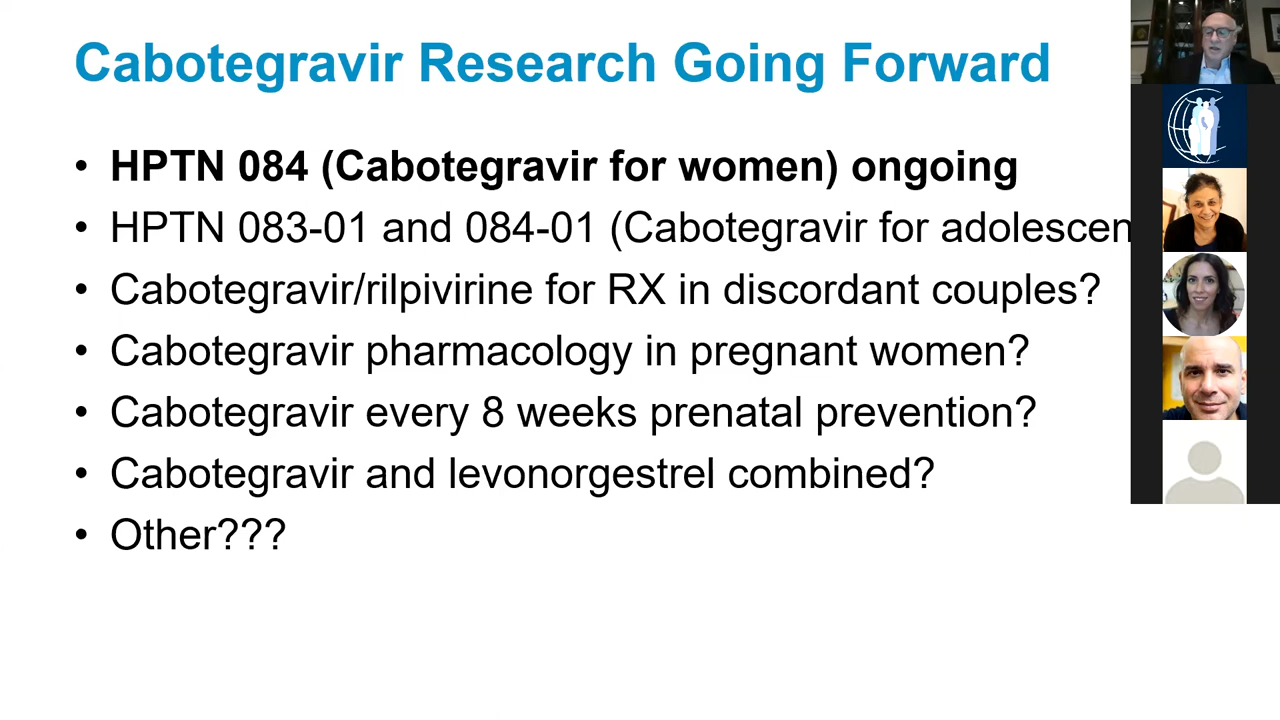 Cabotegravir Research Going Forward
• HPTN 084 (Cabotegravir for women) ongoing
• HPTN 083-01 and 084-01 (Cabotegravir for adolescen
• Cabotegravir/rilpivirine for RX in discordant couples?
• Cabotegravir pharmacology in pregnant women?
• Cabotegravir every 8 weeks prenatal prevention?
• Cabotegravir and levonorgestrel combined?
• Other???